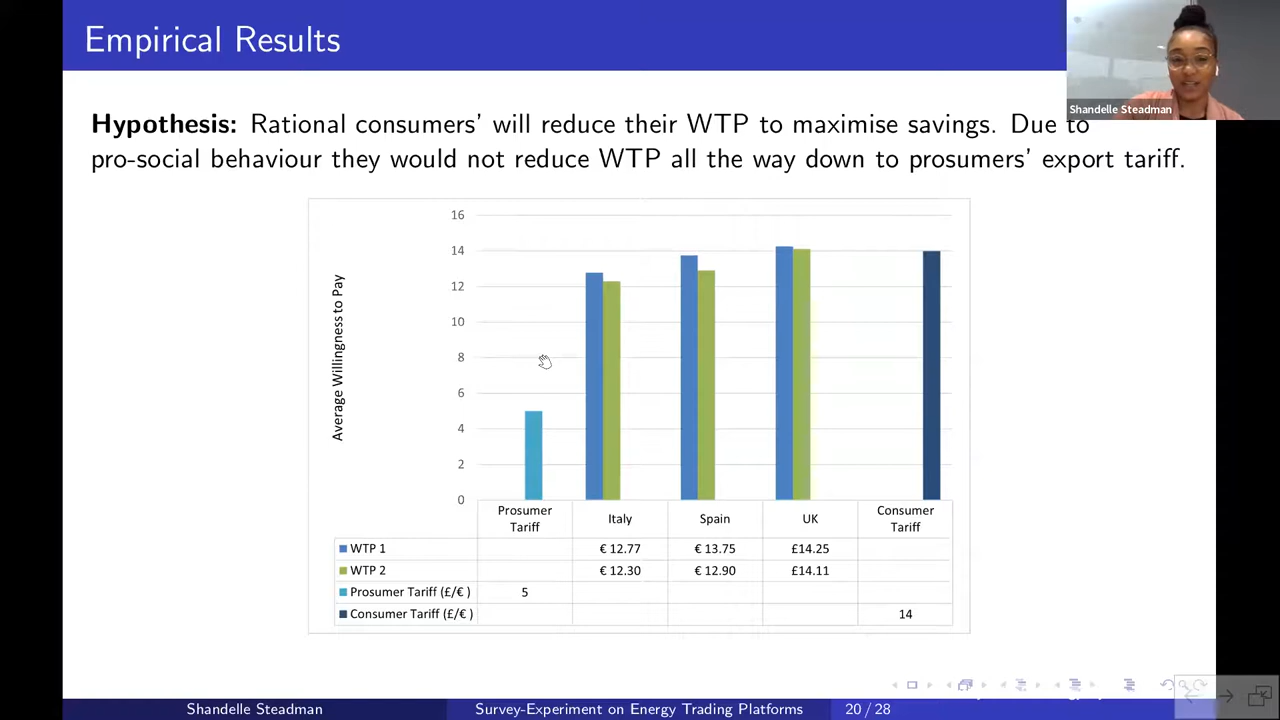 Empirical Results
Shandelle Steadman
Hypothesis: Rational consumers' will reduce their WTP to maximise savings. Due to
pro-social behaviour they would not reduce WTP all the way down to prosumers' export tariff.
Average Willingness to Pay
16
14
12
10
8
6
4
2
0
Prosumer Tariff Italy Spain UK Consumer Tariff
WTP 1 € 12.77 € 13.75 £14.25
WTP 2 € 12.30 € 12.90 £14.11
Prosumer Tariff (£/€ ) 5
Consumer Tariff (£/€ ) 14
Shandelle Steadman Survey-Experiment on Energy Trading Platforms 20 / 28